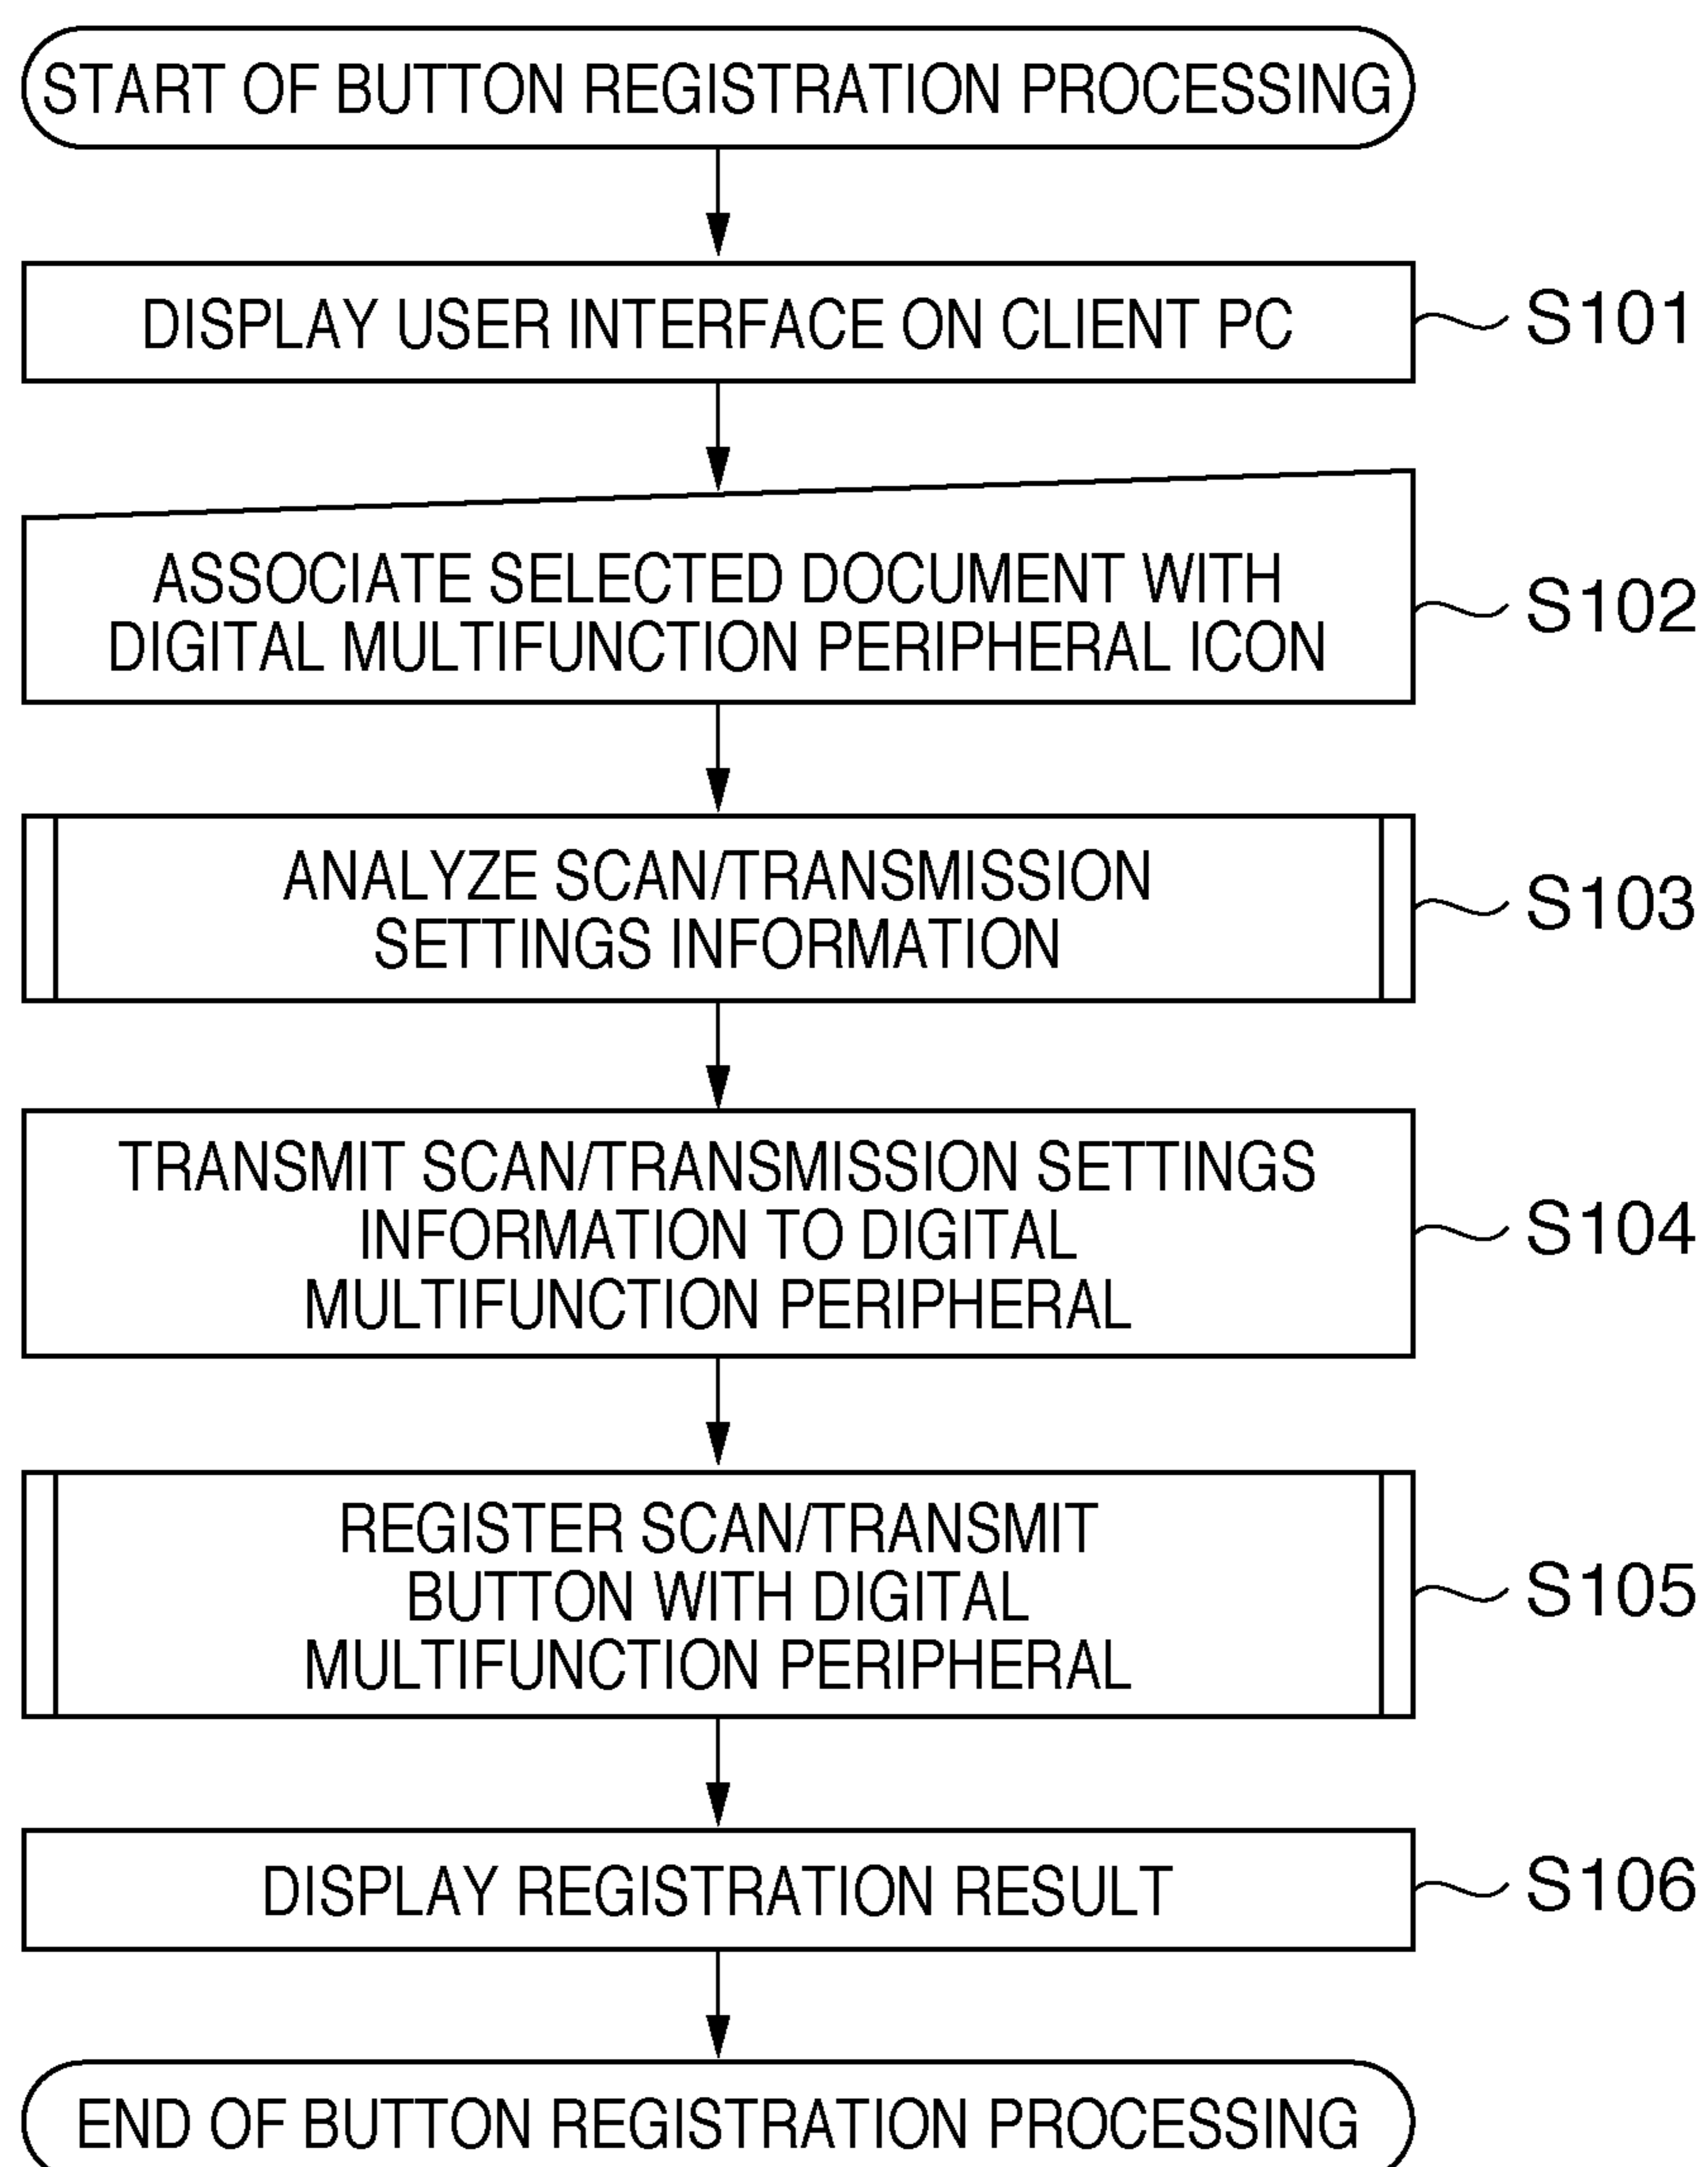 START OF BUTTON REGISTRATION PROCESSING
DISPLAY USER INTERFACE ON CLIENT PC
S101
ASSOCIATE SELECTED DOCUMENT WITH
DIGITAL MULTIFUNCTION PERIPHERAL ICON
S102
ANALYZE SCAN/TRANSMISSION
SETTINGS INFORMATION
S103
TRANSMIT SCAN/TRANSMISSION SETTINGS
INFORMATION TO DIGITAL
MULTIFUNCTION PERIPHERAL
S104
REGISTER SCAN/TRANSMIT
BUTTON WITH DIGITAL
MULTIFUNCTION PERIPHERAL
S105
DISPLAY REGISTRATION RESULT
S106
END OF BUTTON REGISTRATION PROCESSING